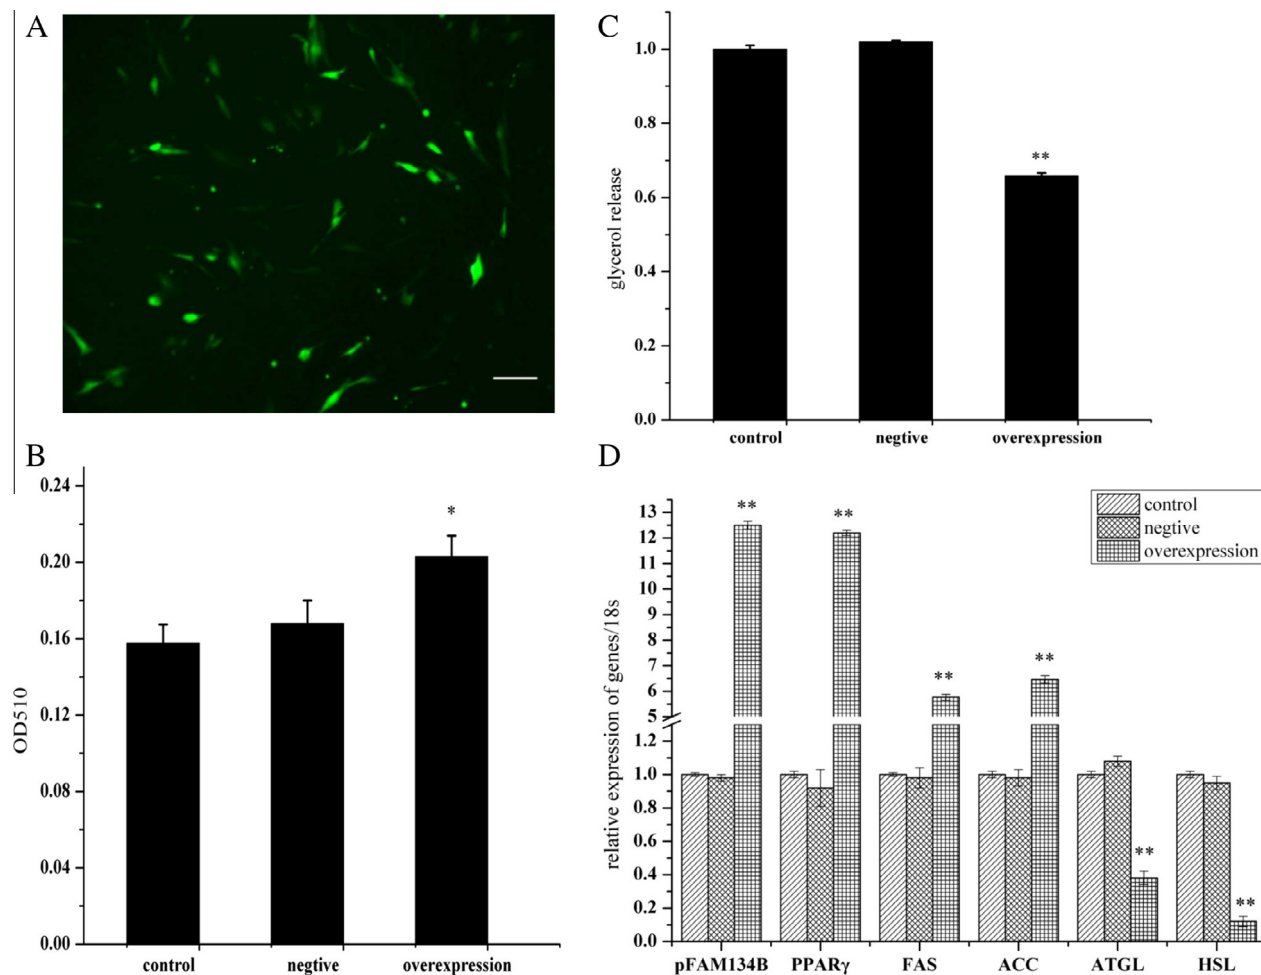 A
B
0.24
0.20
0.16
0.12
0.08
0.04
0.00
OD510
*
control
negtive
overexpression
C
1.0
0.8
0.6
0.4
0.2
0.0
glycerol release
**
control
negtive
overexpression
D
control
negtive
overexpression
13
12
11
10
9
8
7
6
5
1.2
1.0
0.8
0.6
0.4
0.2
0.0
relative expression of genes/18s
**
**
**
**
**
**
pFAM134B
PPARγ
FAS
ACC
ATGL
HSL